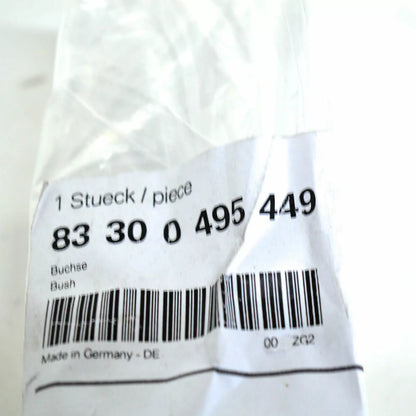 1 Stueck / piece
83 30 0 495 449
Buchse
Bush
Made in Germany - DE
00 ZG2